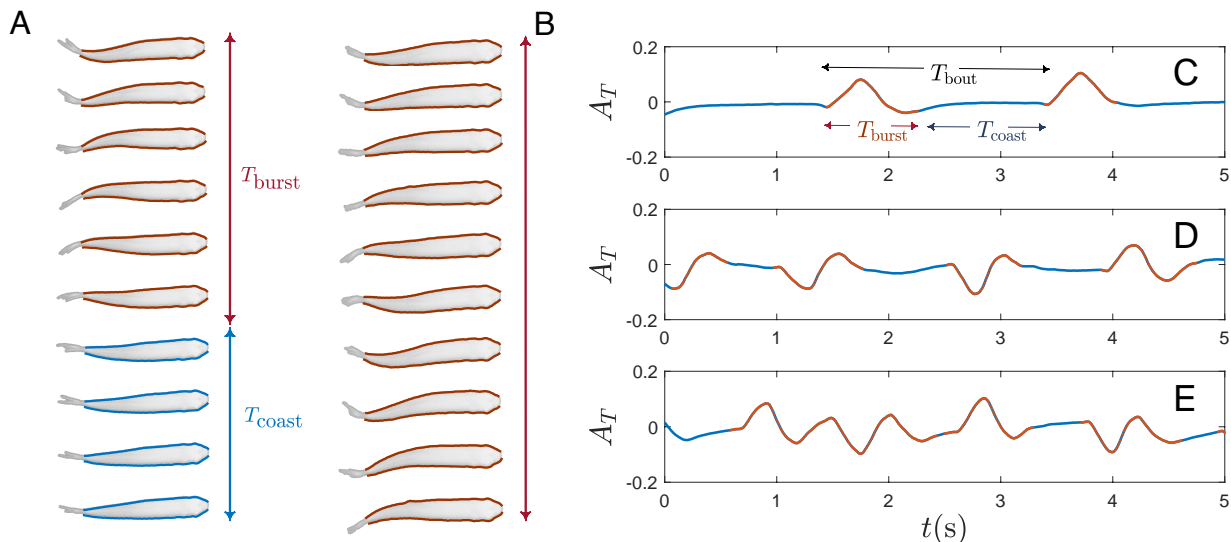 A
B
T_burst
T_coast
C
0.2
0
-0.2
A_T
T_bout
T_burst
T_coast
0 1 2 3 4 5
D
0.2
0
-0.2
A_T
0 1 2 3 4 5
E
0.2
0
-0.2
A_T
0 1 2 3 4 5
t(s)